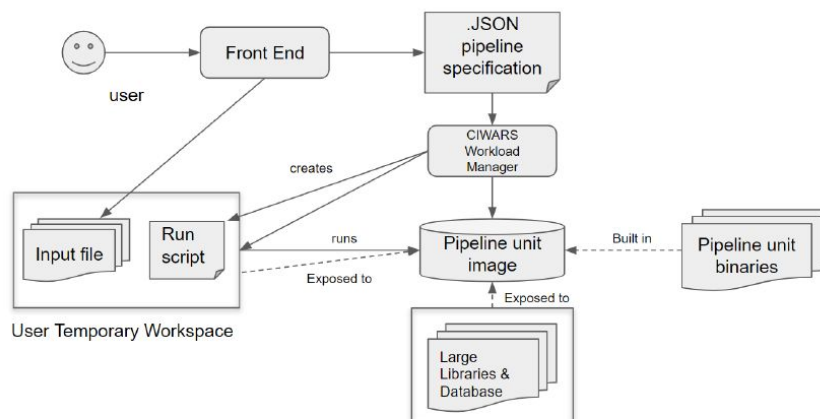 .JSON
pipeline
specification
Front End
user
CIWARS
Workload
Manager
creates
Input file
Run
script
runs
Exposed to
Pipeline unit
image
Built in
Pipeline unit
binaries
User Temporary Workspace
Exposed to
Large
Libraries &
Database